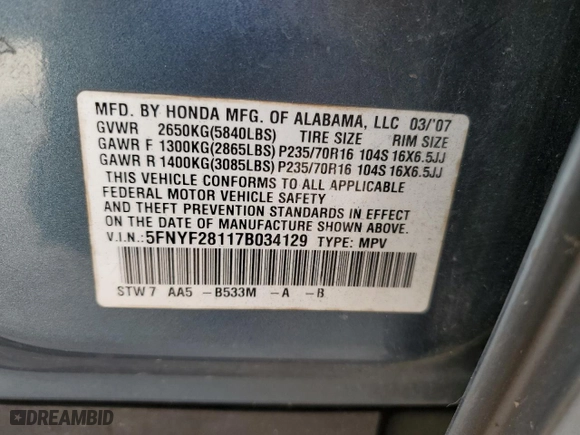 MFD. BY HONDA MFG. OF ALABAMA, LLC 03/'07
GVWR 2650KG(5840LBS) TIRE SIZE RIM SIZE
GAWR F 1300KG(2865LBS) P235/70R16 104S 16X6.5JJ
GAWR R 1400KG(3085LBS) P235/70R16 104S 16X6.5JJ
THIS VEHICLE CONFORMS TO ALL APPLICABLE
FEDERAL MOTOR VEHICLE SAFETY
AND THEFT PREVENTION STANDARDS IN EFFECT
ON THE DATE OF MANUFACTURE SHOWN ABOVE.
V.I.N.: 5FNYF28117B034129 TYPE: MPV
STW7 AA5 -B533M -A -B
DREAMBID